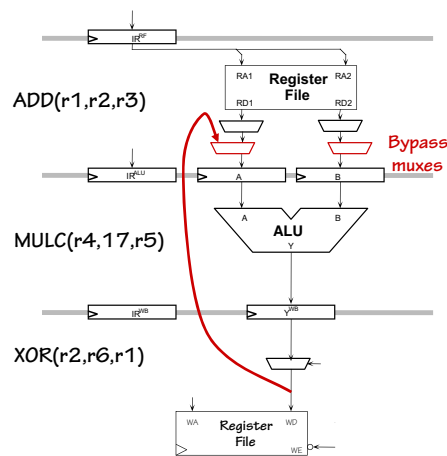 IR^RF
RA1 RA2
Register
File
RD1 RD2
ADD(r1,r2,r3)
Bypass
muxes
IR^ALU A B
A B
ALU
Y
MULC(r4,17,r5)
IR^WB Y^WB
XOR(r2,r6,r1)
WA WD
Register
File
WE